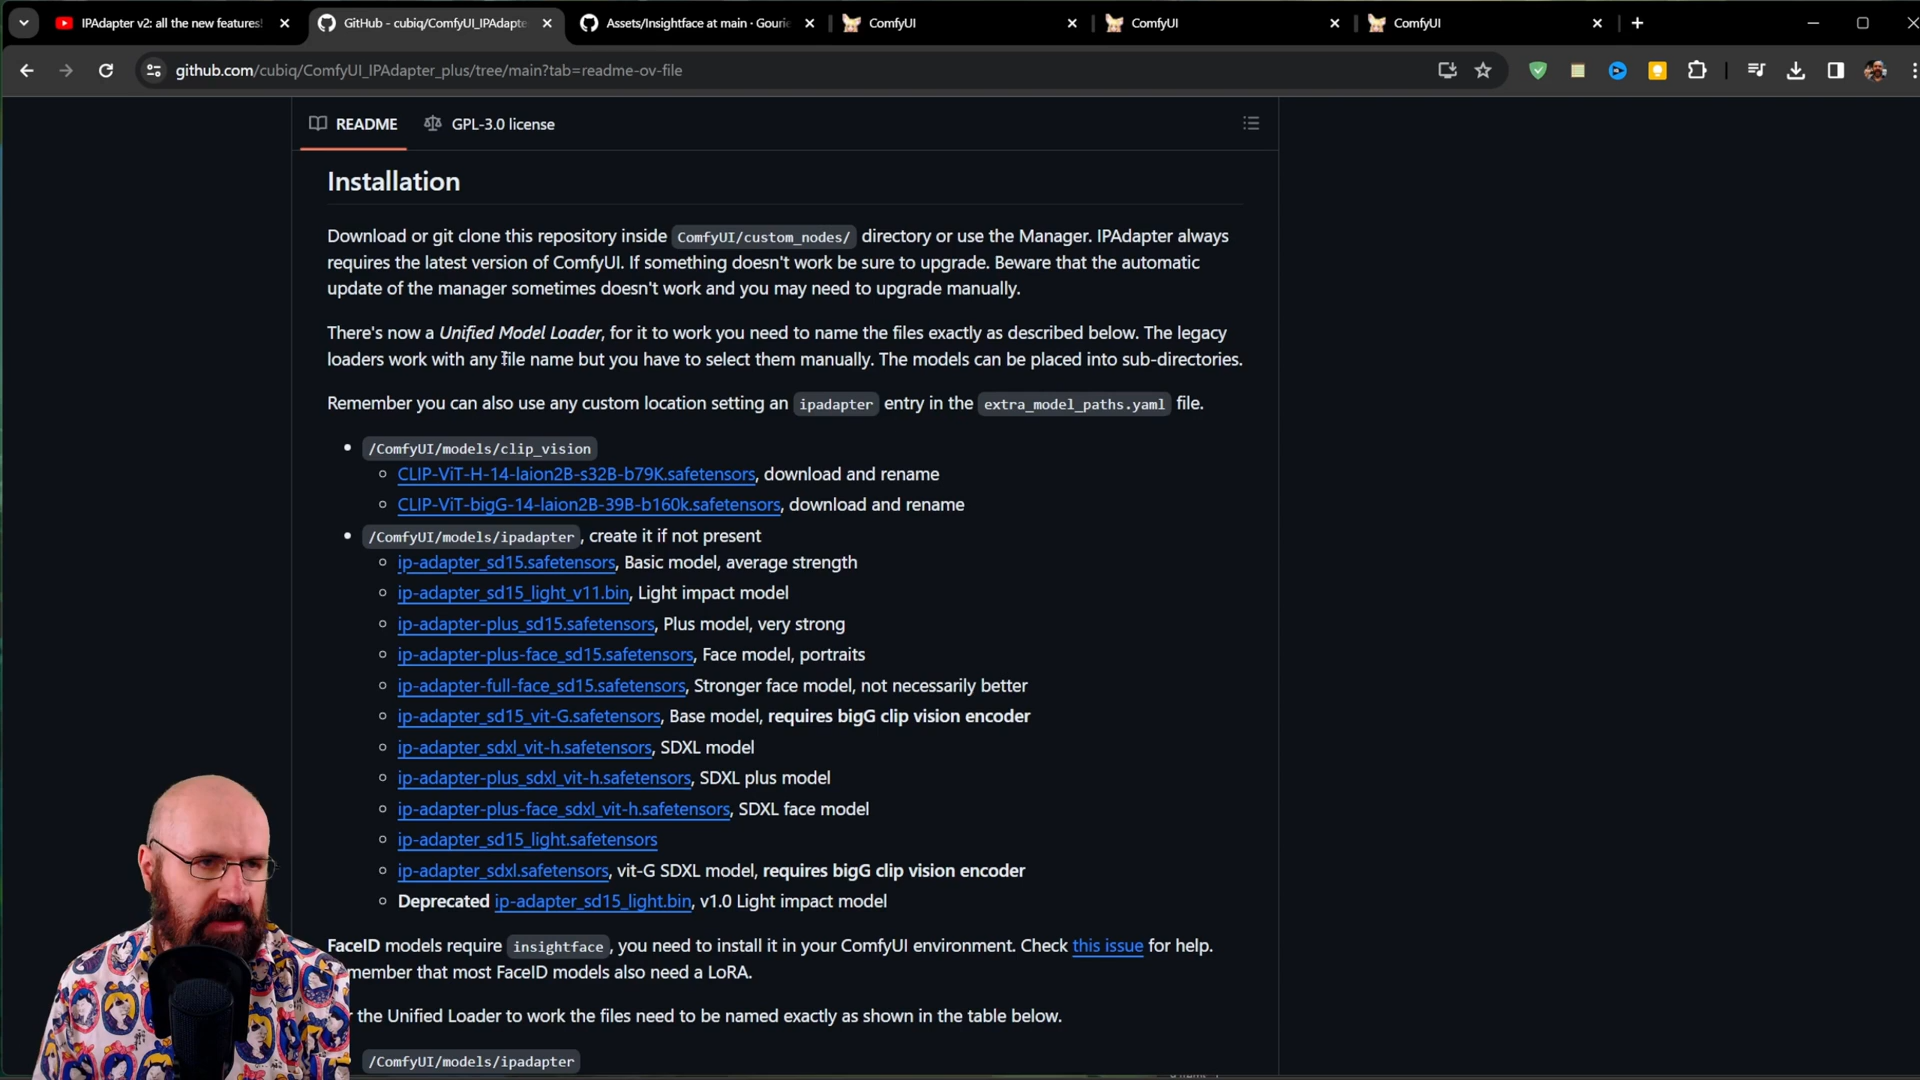 IPAdapter v2: all the new features!
GitHub - cubiq/ComfyUI_IPAdapte
Assets/Insightface at main · Gourie
ComfyUI
ComfyUI
ComfyUI
github.com/cubiq/ComfyUI_IPAdapter_plus/tree/main?tab=readme-ov-file
README
GPL-3.0 license
Installation
Download or git clone this repository inside ComfyUI/custom_nodes/ directory or use the Manager. IPAdapter always
requires the latest version of ComfyUI. If something doesn't work be sure to upgrade. Beware that the automatic
update of the manager sometimes doesn't work and you may need to upgrade manually.
There's now a Unified Model Loader, for it to work you need to name the files exactly as described below. The legacy
loaders work with any file name but you have to select them manually. The models can be placed into sub-directories.
Remember you can also use any custom location setting an ipadapter entry in the extra_model_paths.yaml file.
/ComfyUI/models/clip_vision
CLIP-ViT-H-14-laion2B-s32B-b79K.safetensors, download and rename
CLIP-ViT-bigG-14-laion2B-39B-b160k.safetensors, download and rename
/ComfyUI/models/ipadapter, create it if not present
ip-adapter_sd15.safetensors, Basic model, average strength
ip-adapter_sd15_light_v11.bin, Light impact model
ip-adapter-plus_sd15.safetensors, Plus model, very strong
ip-adapter-plus-face_sd15.safetensors, Face model, portraits
ip-adapter-full-face_sd15.safetensors, Stronger face model, not necessarily better
ip-adapter_sd15_vit-G.safetensors, Base model, requires bigG clip vision encoder
ip-adapter_sdxl_vit-h.safetensors, SDXL model
ip-adapter-plus_sdxl_vit-h.safetensors, SDXL plus model
ip-adapter-plus-face_sdxl_vit-h.safetensors, SDXL face model
ip-adapter_sd15_light.safetensors
ip-adapter_sdxl.safetensors, vit-G SDXL model, requires bigG clip vision encoder
Deprecated ip-adapter_sd15_light.bin, v1.0 Light impact model
FaceID models require insightface, you need to install it in your ComfyUI environment. Check this issue for help.
member that most FaceID models also need a LoRA.
the Unified Loader to work the files need to be named exactly as shown in the table below.
/ComfyUI/models/ipadapter